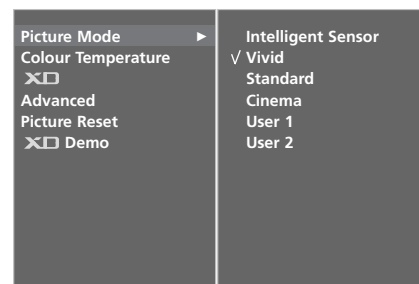 Picture Mode ►
Colour Temperature
XD
Advanced
Picture Reset
XD Demo
Intelligent Sensor
√ Vivid
Standard
Cinema
User 1
User 2